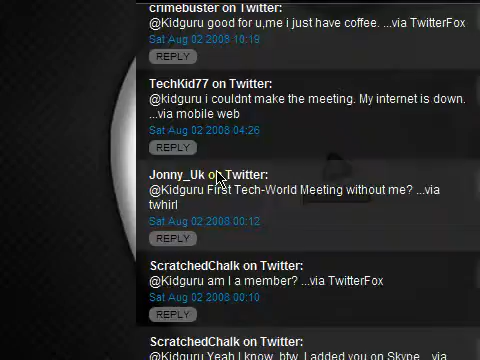 crimebuster on Twitter:
@Kidguru good for u,me i just have coffee. ...via TwitterFox
Sat Aug 02 2008 10:19
REPLY
TechKid77 on Twitter:
@kidguru i couldnt make the meeting. My internet is down.
...via mobile web
Sat Aug 02 2008 04:26
REPLY
Jonny_Uk on Twitter:
@Kidguru First Tech-World Meeting without me? ...via
twhirl
Sat Aug 02 2008 00:12
REPLY
ScratchedChalk on Twitter:
@Kidguru am I a member? ...via TwitterFox
Sat Aug 02 2008 00:10
REPLY
ScratchedChalk on Twitter:
@Kidguru Yeah I know, btw, I added you on Skype ...via